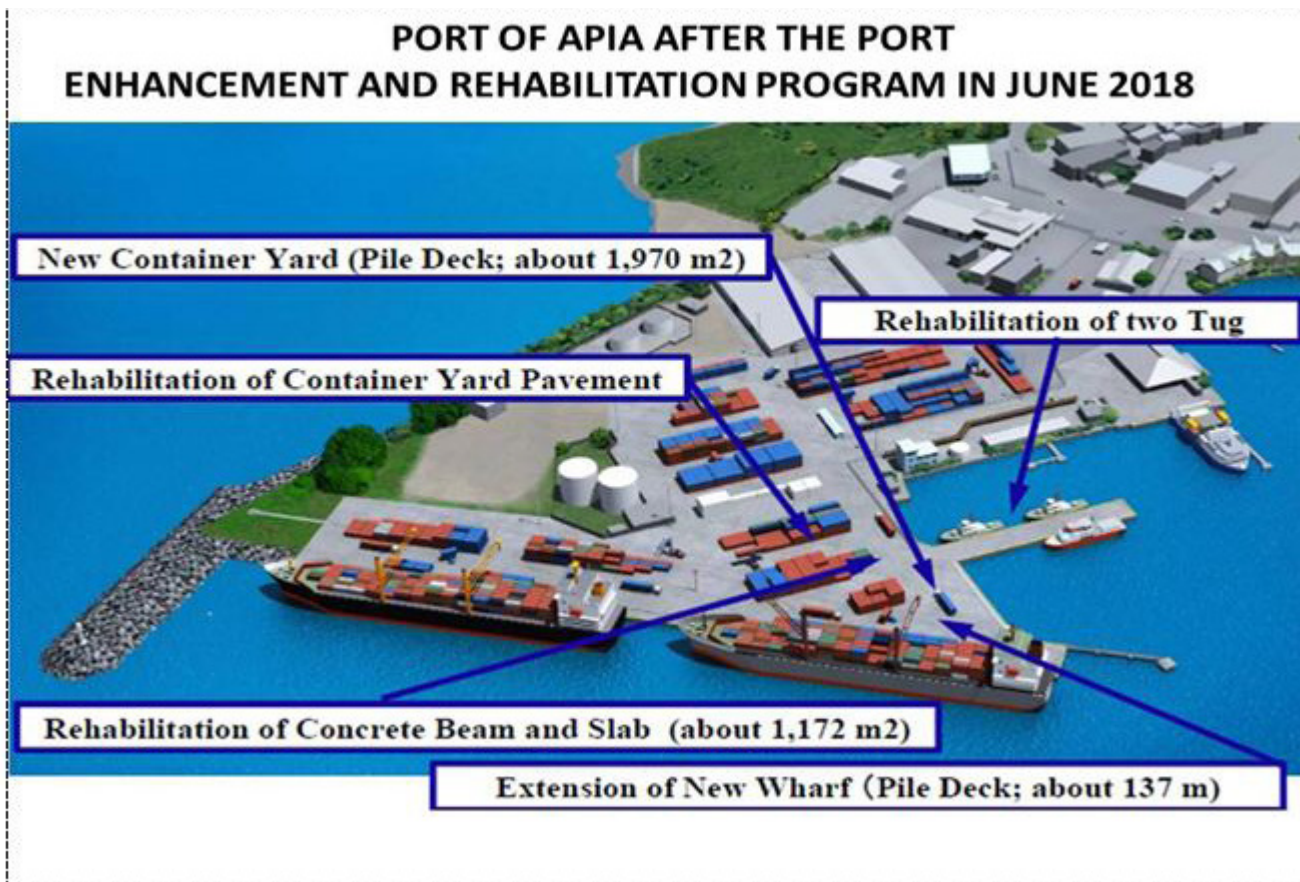 PORT OF APIA AFTER THE PORT
ENHANCEMENT AND REHABILITATION PROGRAM IN JUNE 2018
New Container Yard (Pile Deck; about 1,970 m2)
Rehabilitation of two Tug
Rehabilitation of Container Yard Pavement
Rehabilitation of Concrete Beam and Slab (about 1,172 m2)
Extension of New Wharf (Pile Deck; about 137 m)